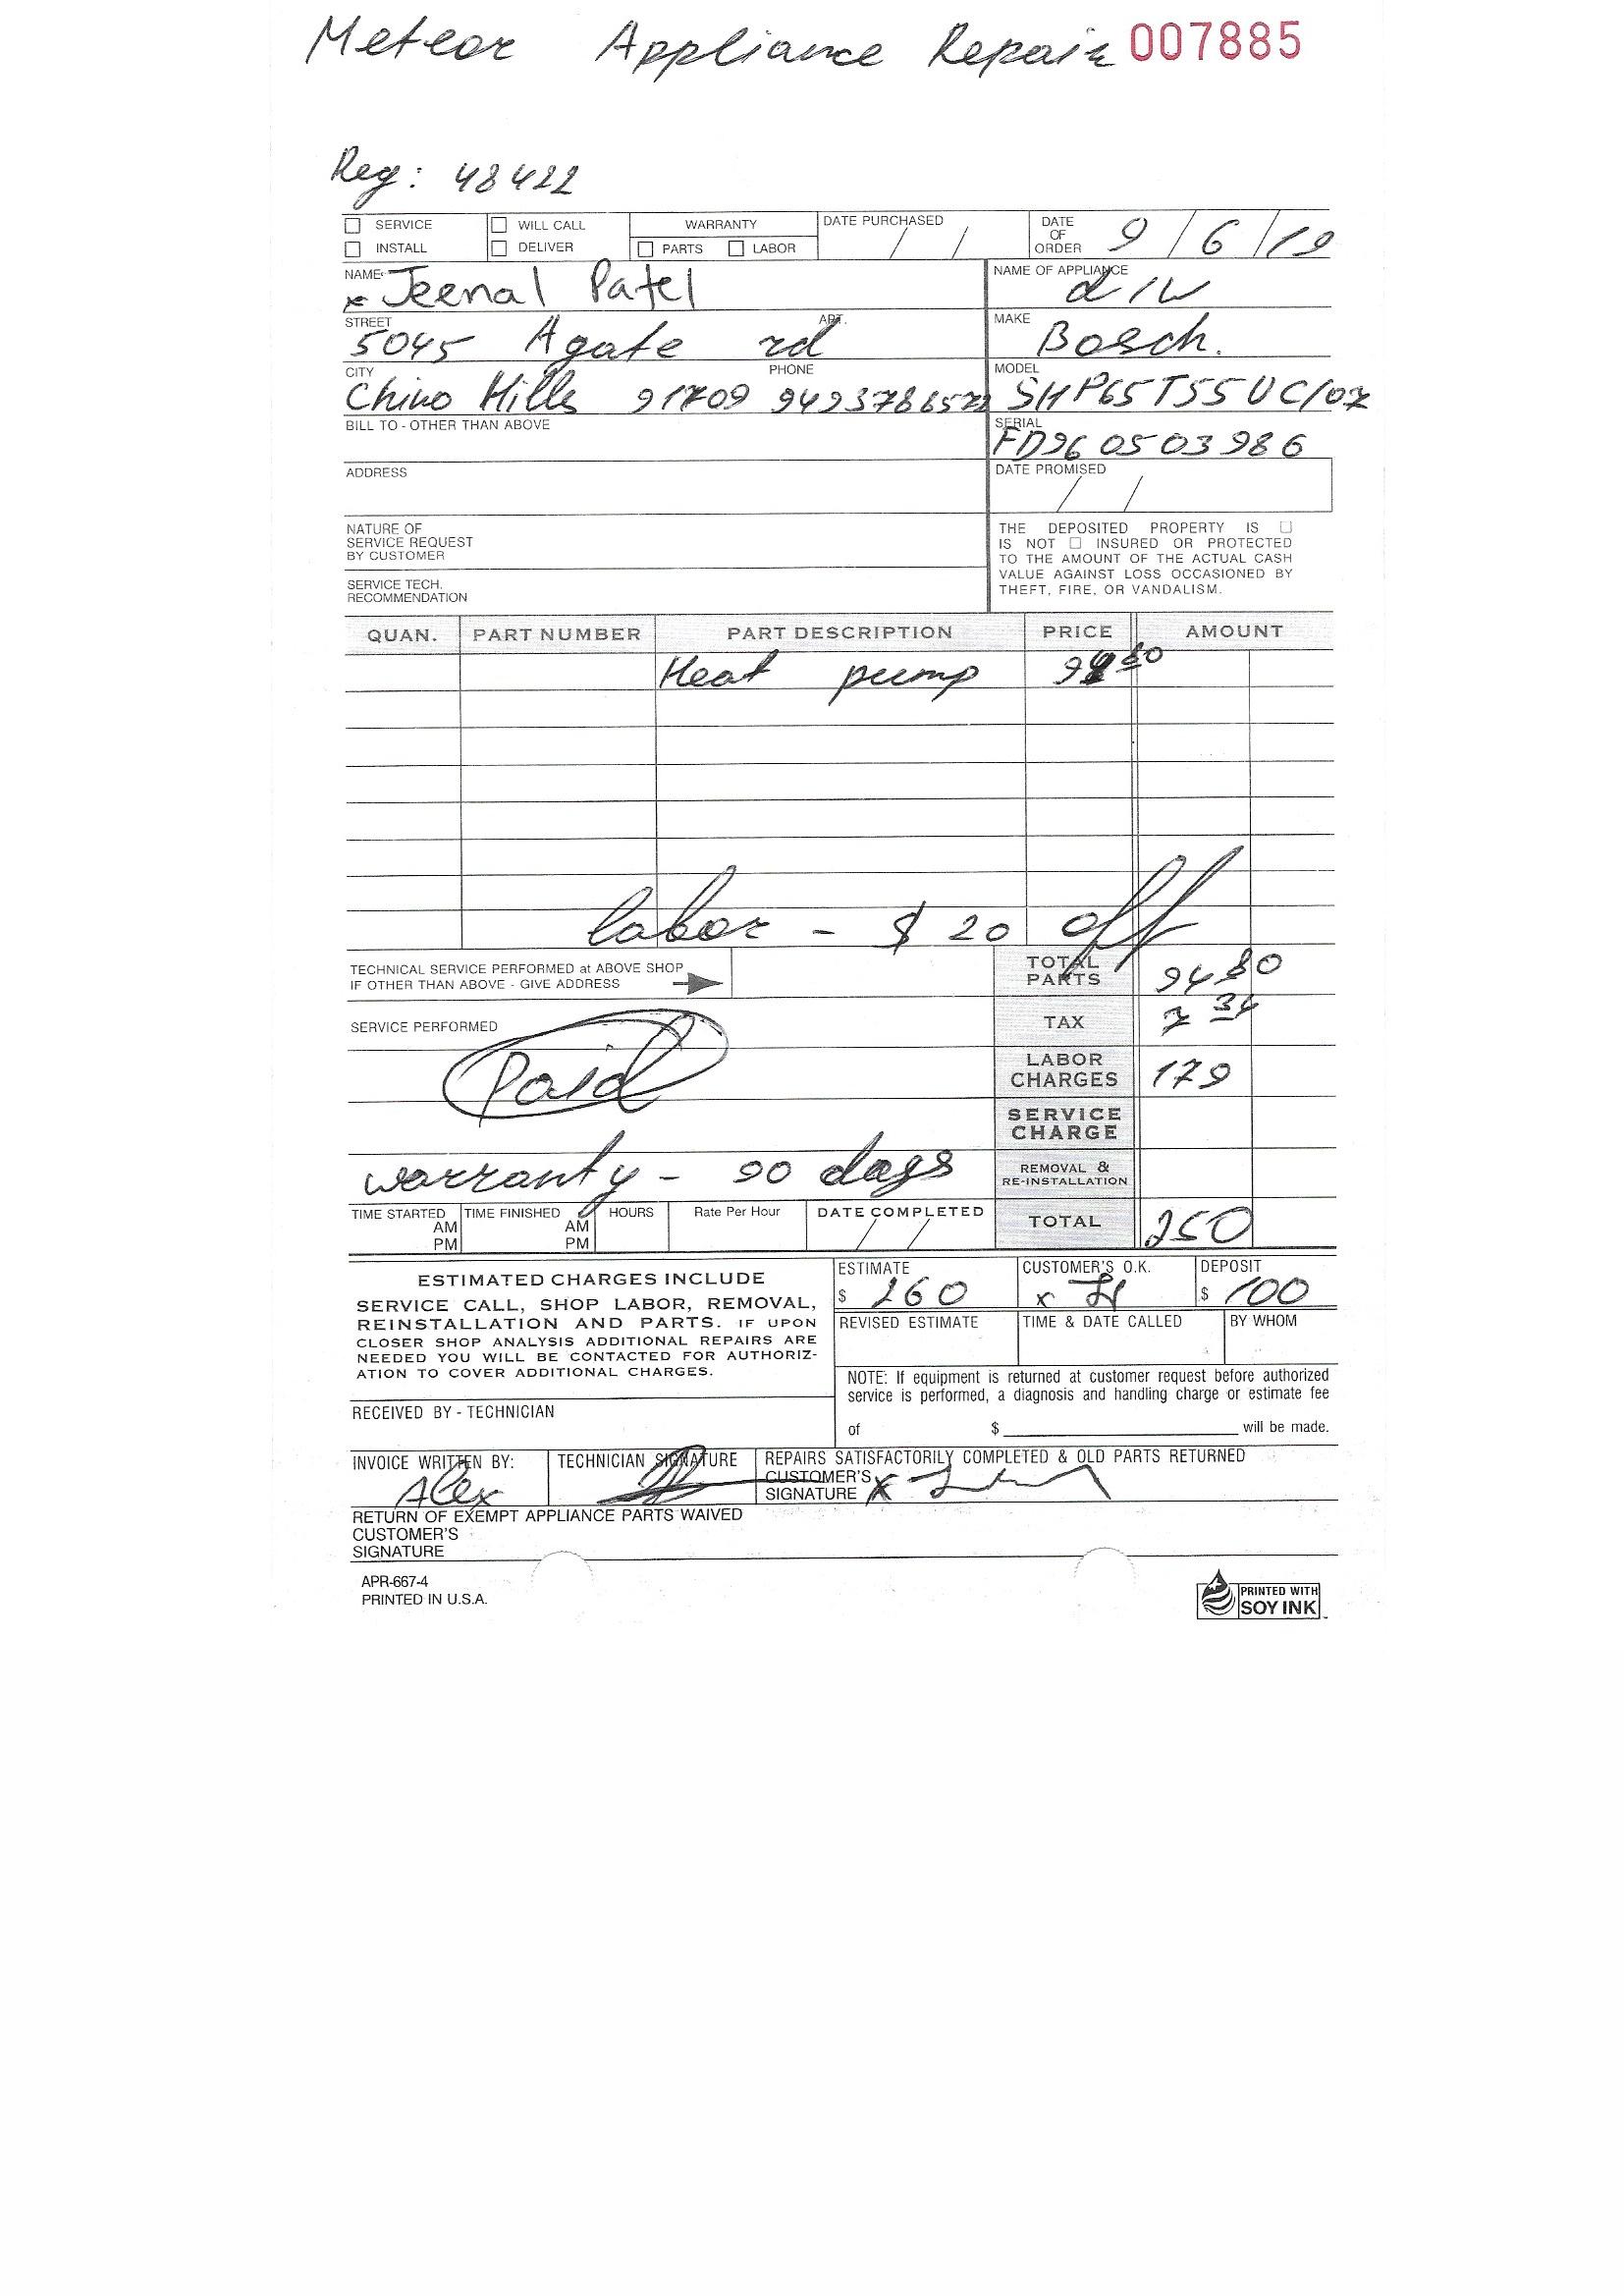 Meteor Appliance Repair 007885
Reg: 48422
SERVICE WILL CALL WARRANTY DATE PURCHASED DATE OF ORDER 9/6/19
INSTALL DELIVER PARTS LABOR / /
NAME x Jeenal Patel NAME OF APPLIANCE d/w
STREET 5045 Agate rd APT. MAKE Bosch.
CITY Chino Hills 91709 PHONE 9493786572 MODEL SHP65T55UC/07
BILL TO - OTHER THAN ABOVE SERIAL FD96 05 03 986
ADDRESS DATE PROMISED / /
NATURE OF
SERVICE REQUEST
BY CUSTOMER
THE DEPOSITED PROPERTY IS ☐
IS NOT ☐ INSURED OR PROTECTED
TO THE AMOUNT OF THE ACTUAL CASH
VALUE AGAINST LOSS OCCASIONED BY
THEFT, FIRE, OR VANDALISM.
SERVICE TECH.
RECOMMENDATION
QUAN. PART NUMBER PART DESCRIPTION PRICE AMOUNT
Heat pump 94 80
labor - $20 off
TECHNICAL SERVICE PERFORMED at ABOVE SHOP
IF OTHER THAN ABOVE - GIVE ADDRESS
TOTAL PARTS 94 80
SERVICE PERFORMED TAX 7 34
Paid LABOR CHARGES 179
SERVICE CHARGE
warranty - 90 days REMOVAL & RE-INSTALLATION
TIME STARTED AM PM TIME FINISHED AM PM HOURS Rate Per Hour DATE COMPLETED / / TOTAL 250
ESTIMATED CHARGES INCLUDE
SERVICE CALL, SHOP LABOR, REMOVAL,
REINSTALLATION AND PARTS. IF UPON
CLOSER SHOP ANALYSIS ADDITIONAL REPAIRS ARE
NEEDED YOU WILL BE CONTACTED FOR AUTHORIZ-
ATION TO COVER ADDITIONAL CHARGES.
ESTIMATE $ 260 CUSTOMER'S O.K. x DEPOSIT $ 100
REVISED ESTIMATE TIME & DATE CALLED BY WHOM
NOTE: If equipment is returned at customer request before authorized
service is performed, a diagnosis and handling charge or estimate fee
of $ will be made.
RECEIVED BY - TECHNICIAN
INVOICE WRITTEN BY: Alex TECHNICIAN SIGNATURE REPAIRS SATISFACTORILY COMPLETED & OLD PARTS RETURNED
CUSTOMER'S
SIGNATURE x
RETURN OF EXEMPT APPLIANCE PARTS WAIVED
CUSTOMER'S
SIGNATURE
APR-667-4
PRINTED IN U.S.A.
PRINTED WITH
SOY INK